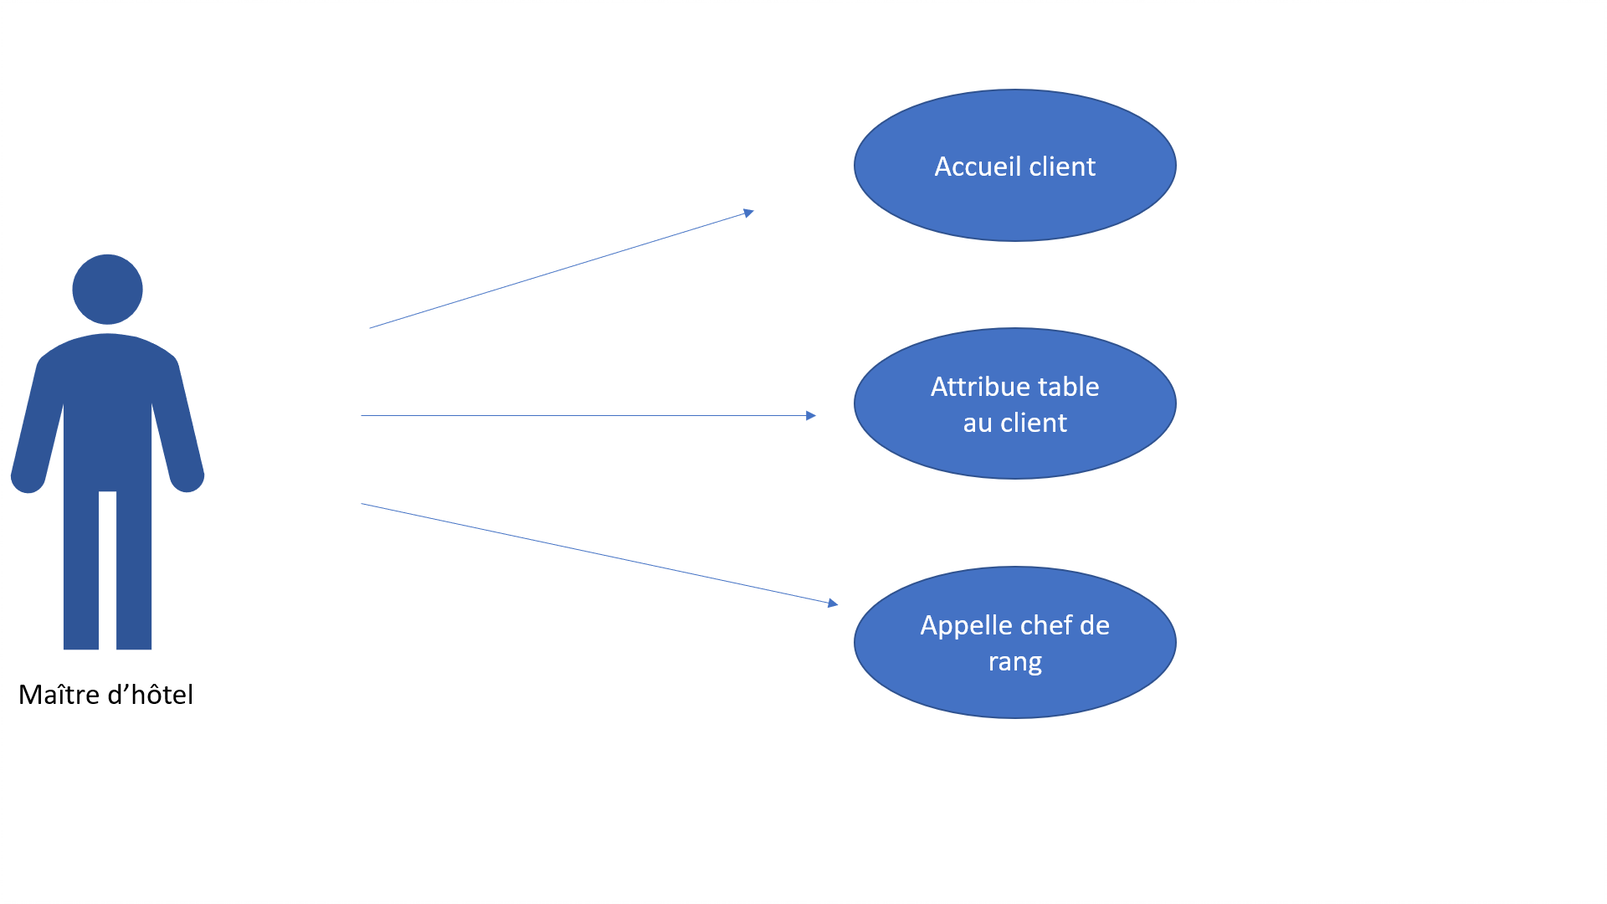 Accueil client
Attribue table
au client
Appelle chef de
rang
Maître d’hôtel